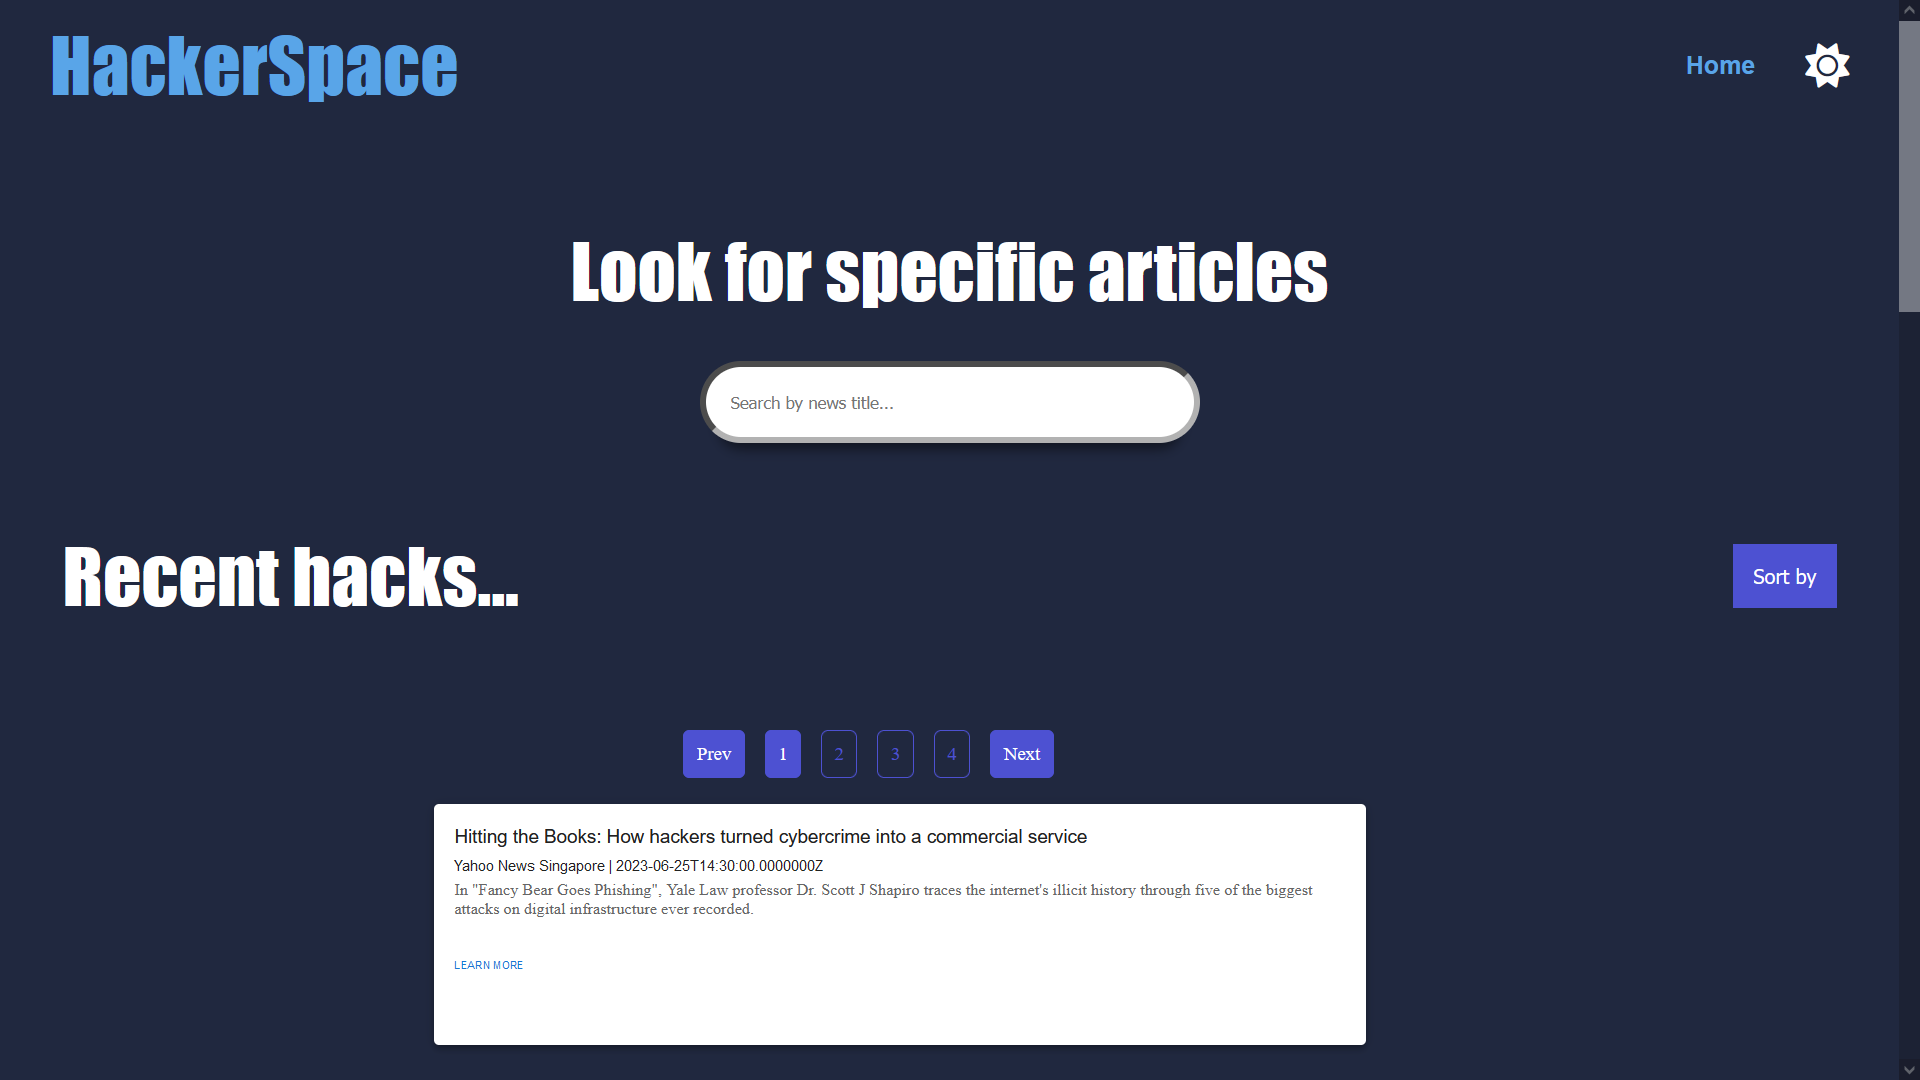 HackerSpace
Home
Look for specific articles
Search by news title...
Recent hacks...
Sort by
Prev 1 2 3 4 Next
Hitting the Books: How hackers turned cybercrime into a commercial service
Yahoo News Singapore | 2023-06-25T14:30:00.0000000Z
In "Fancy Bear Goes Phishing", Yale Law professor Dr. Scott J Shapiro traces the internet's illicit history through five of the biggest
attacks on digital infrastructure ever recorded.
LEARN MORE